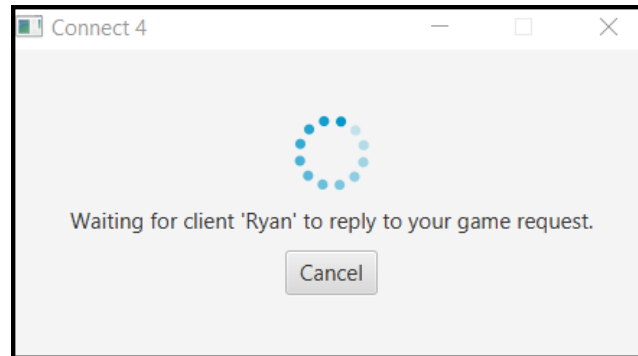 Connect 4
Waiting for client 'Ryan' to reply to your game request.
Cancel